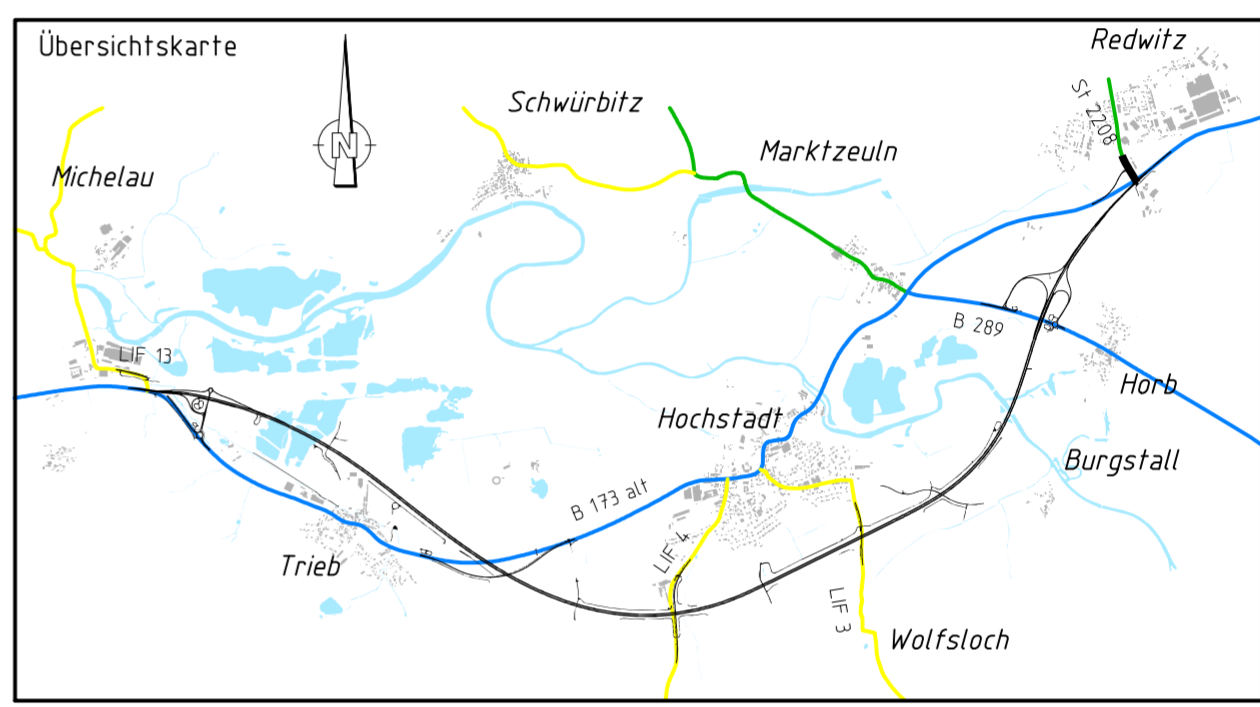 Übersichtskarte
Redwitz
Schwürbitz
St 2208
N
Marktzeuln
Michelau
B 289
LIF 13
Horb
Hochstadt
Burgstall
B 173 alt
LIF 4
Trieb
LIF 3
Wolfsloch